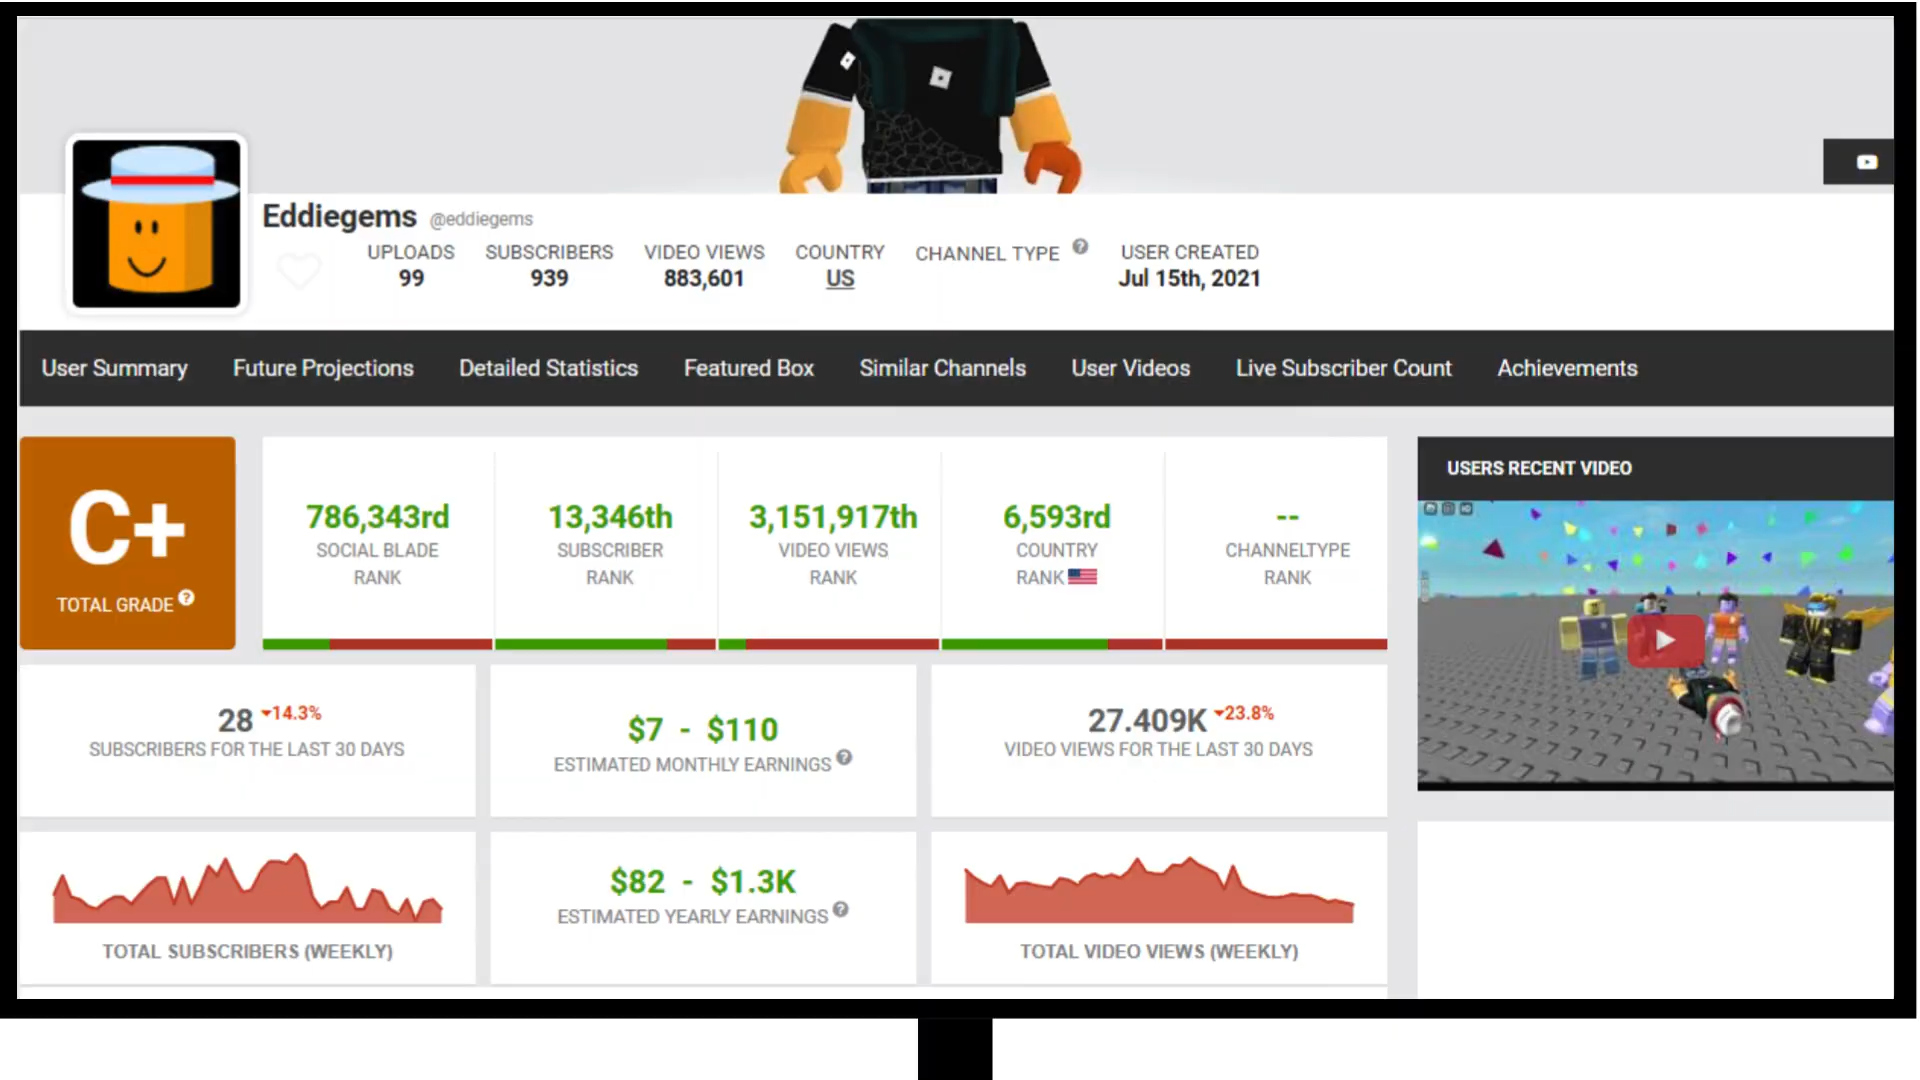 Eddiegems @eddiegems
UPLOADS SUBSCRIBERS VIDEO VIEWS COUNTRY CHANNEL TYPE ? USER CREATED
99 939 883,601 US Jul 15th, 2021
User Summary Future Projections Detailed Statistics Featured Box Similar Channels User Videos Live Subscriber Count Achievements
C+
TOTAL GRADE ?
786,343rd
SOCIAL BLADE
RANK
13,346th
SUBSCRIBER
RANK
3,151,917th
VIDEO VIEWS
RANK
6,593rd
COUNTRY
RANK
--
CHANNELTYPE
RANK
USERS RECENT VIDEO
28 14.3%
SUBSCRIBERS FOR THE LAST 30 DAYS
$7 - $110
ESTIMATED MONTHLY EARNINGS ?
27.409K 23.8%
VIDEO VIEWS FOR THE LAST 30 DAYS
TOTAL SUBSCRIBERS (WEEKLY)
$82 - $1.3K
ESTIMATED YEARLY EARNINGS ?
TOTAL VIDEO VIEWS (WEEKLY)